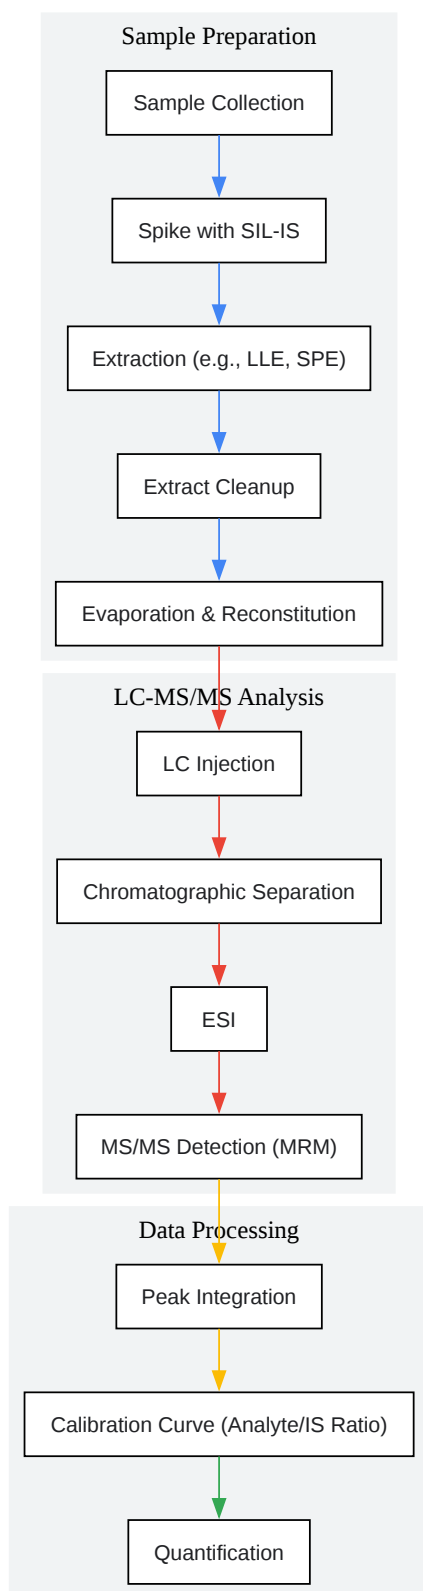 Sample Preparation
Sample Collection
Spike with SIL-IS
Extraction (e.g., LLE, SPE)
Extract Cleanup
Evaporation & Reconstitution
LC-MS/MS Analysis
LC Injection
Chromatographic Separation
ESI
MS/MS Detection (MRM)
Data Processing
Peak Integration
Calibration Curve (Analyte/IS Ratio)
Quantification